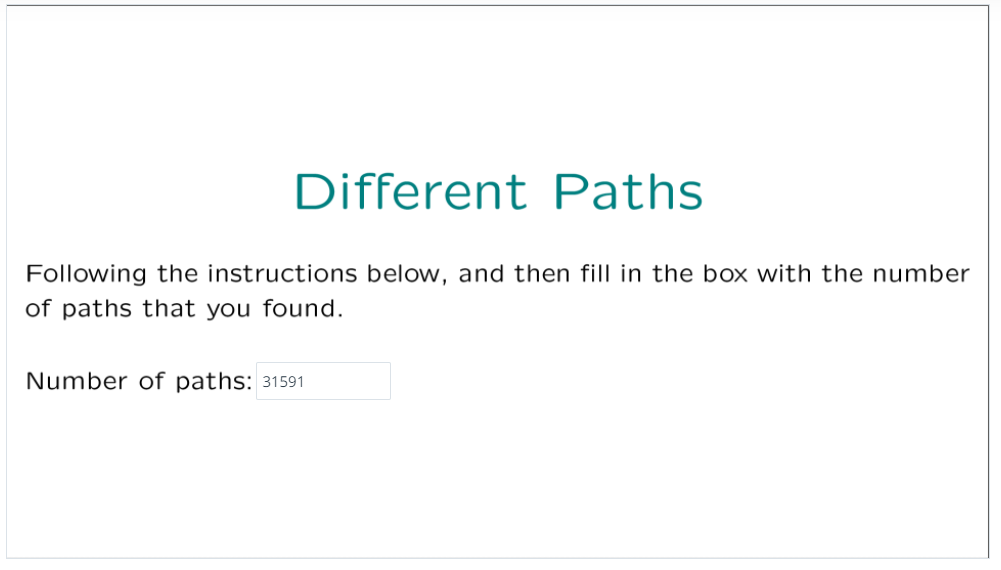 Different Paths
Following the instructions below, and then fill in the box with the number
of paths that you found.
Number of paths: 31591